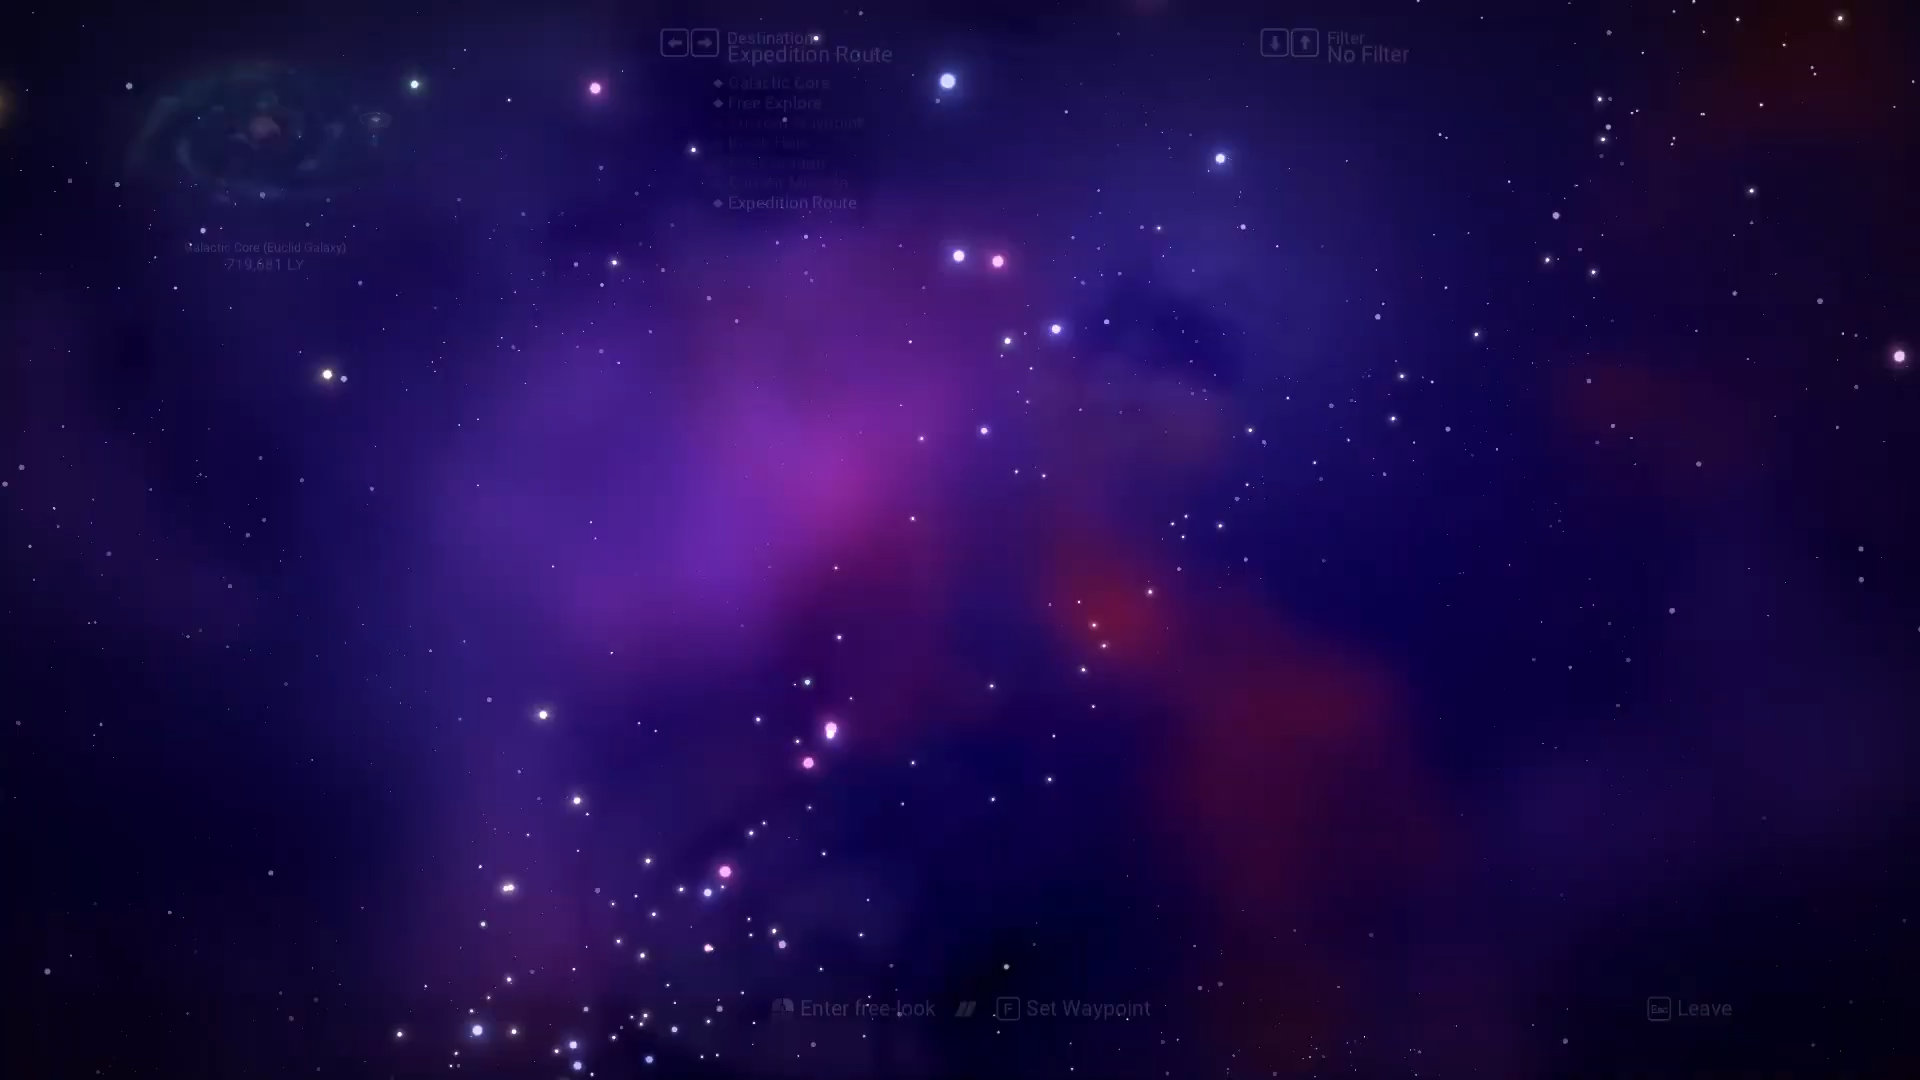 Destination
Expedition Route
Galactic Core
Free Explore
Expedition Route
Filter
No Filter
Galactic Core (Euclid Galaxy)
719,681 LY
Enter free-look
F Set Waypoint
Esc Leave